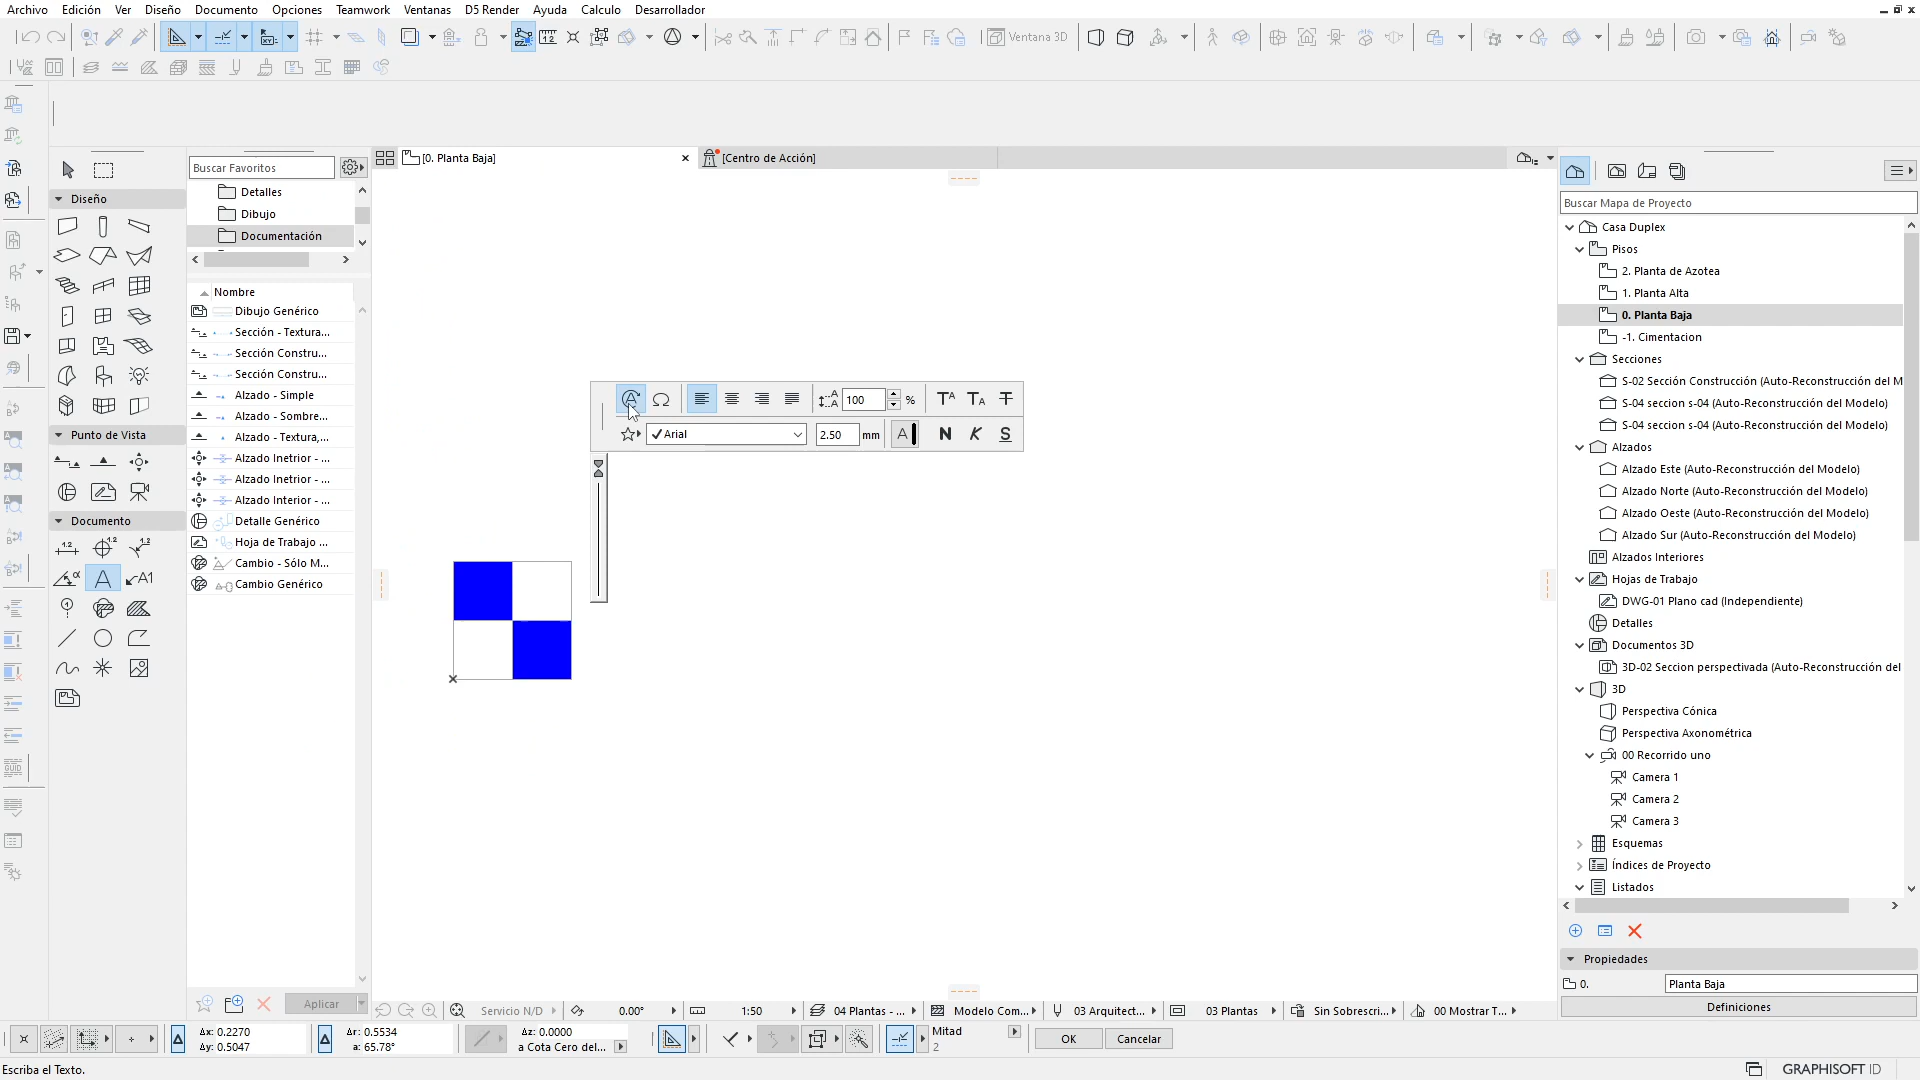 Archivo Edición Ver Diseño Documento Opciones Teamwork Ventanas D5 Render Ayuda Calculo Desarrollador
Ventana 3D
Buscar Favoritos
[0. Planta Baja]
[Centro de Acción]
Diseño
Detalles
Dibujo
Documentación
Nombre
Dibujo Genérico
Sección - Textura...
Sección Constru...
Sección Constru...
Alzado - Simple
Alzado - Sombre...
Alzado - Textura,...
Alzado Inetrior - ...
Alzado Inetrior - ...
Alzado Interior - ...
Detalle Genérico
Hoja de Trabajo ...
Cambio - Sólo M...
Cambio Genérico
Punto de Vista
Documento
Aplicar
100 %
Arial
2.50 mm
N K S
Buscar Mapa de Proyecto
Casa Duplex
Pisos
2. Planta de Azotea
1. Planta Alta
0. Planta Baja
-1. Cimentacion
Secciones
S-02 Sección Construcción (Auto-Reconstrucción del M
S-04 seccion s-04 (Auto-Reconstrucción del Modelo)
S-04 seccion s-04 (Auto-Reconstrucción del Modelo)
Alzados
Alzado Este (Auto-Reconstrucción del Modelo)
Alzado Norte (Auto-Reconstrucción del Modelo)
Alzado Oeste (Auto-Reconstrucción del Modelo)
Alzado Sur (Auto-Reconstrucción del Modelo)
Alzados Interiores
Hojas de Trabajo
DWG-01 Plano cad (Independiente)
Detalles
Documentos 3D
3D-02 Seccion perspectivada (Auto-Reconstrucción del
3D
Perspectiva Cónica
Perspectiva Axonométrica
00 Recorrido uno
Camera 1
Camera 2
Camera 3
Esquemas
Índices de Proyecto
Listados
Propiedades
0. Planta Baja
Definiciones
Servicio N/D 0.00° 1:50 04 Plantas - ... Modelo Com... 03 Arquitect... 03 Plantas Sin Sobrescri... 00 Mostrar T...
Δx: 0.2270
Δy: 0.5047
Δr: 0.5534
a: 65.78°
Δz: 0.0000
a Cota Cero del...
Mitad
2
OK Cancelar
Escriba el Texto.
GRAPHISOFT ID